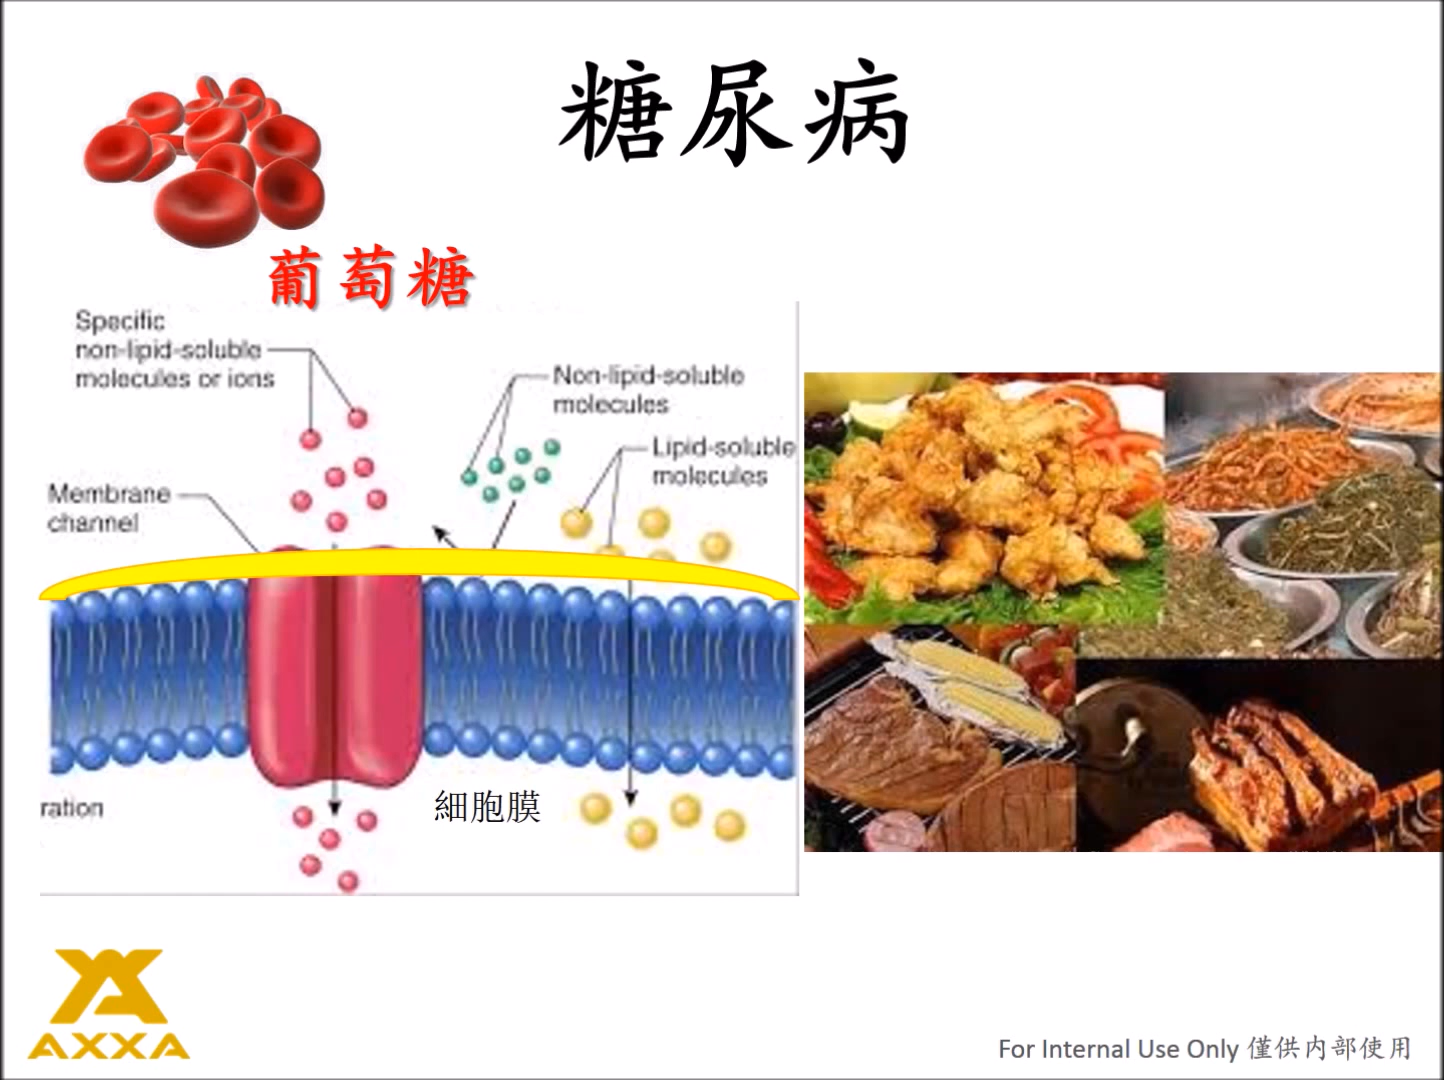 糖尿病
葡萄糖
Specific
non-lipid-soluble
molecules or ions
Non-lipid-soluble
molecules
Lipid-soluble
molecules
Membrane
channel
ration
細胞膜
AXXA
For Internal Use Only 僅供內部使用